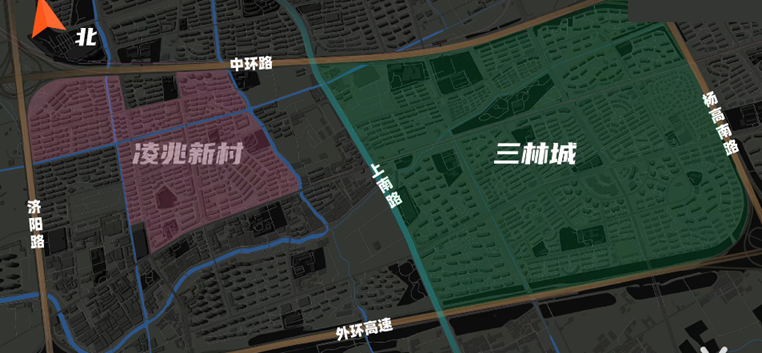 北
中环路
杨高南路
凌兆新村
三林城
上南路
济阳路
外环高速